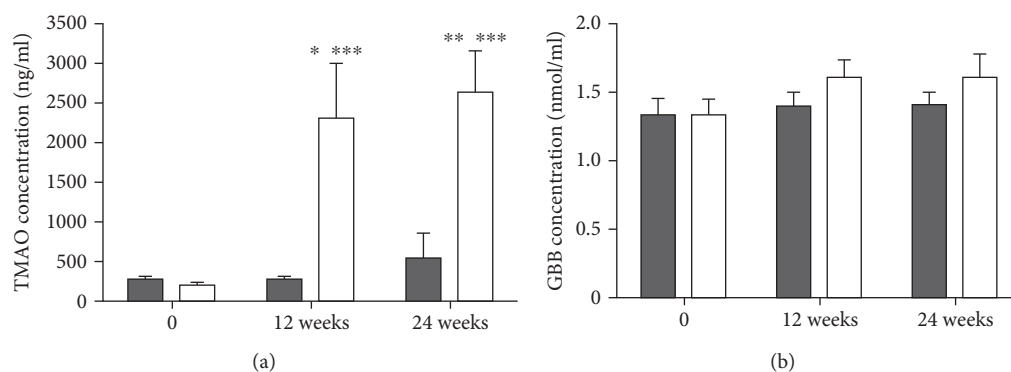 TMAO concentration (ng/ml)
3500
3000
2500
2000
1500
1000
500
0
* ***
** ***
0
12 weeks
24 weeks
(a)
GBB concentration (nmol/ml)
2.0
1.5
1.0
0.5
0
0
12 weeks
24 weeks
(b)